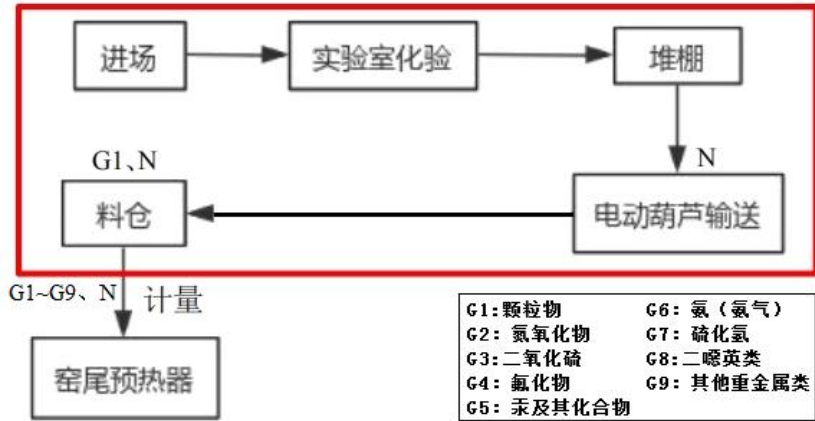 进场
实验室化验
堆棚
N
G1、N
料仓
电动葫芦输送
G1~G9、N
计量
窑尾预热器
G1:颗粒物 G6：氨（氨气）
G2：氮氧化物 G7：硫化氢
G3:二氧化硫 G8:二噁英类
G4：氟化物 G9：其他重金属类
G5：汞及其化合物